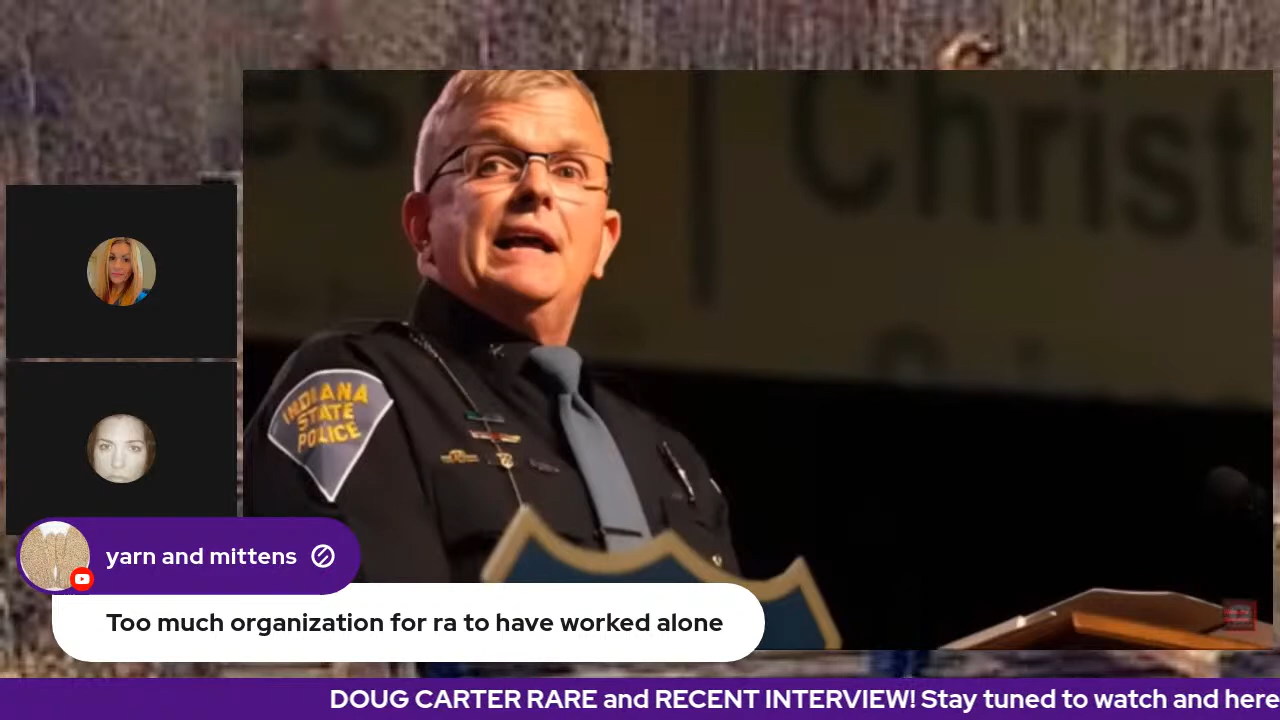 es | Christ
INDIANA
STATE
POLICE
yarn and mittens
Too much organization for ra to have worked alone
DOUG CARTER RARE and RECENT INTERVIEW! Stay tuned to watch and here